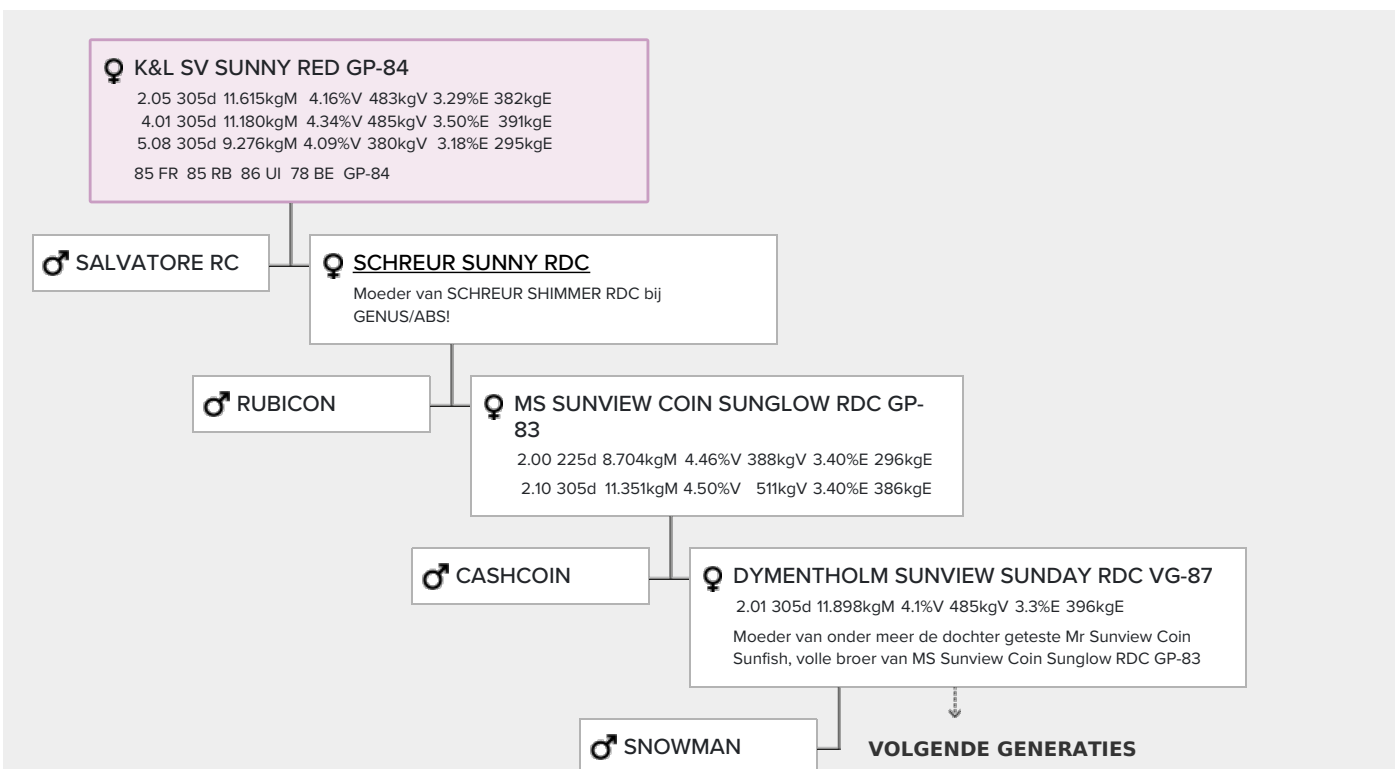 K&L SV SUNNY RED GP-84
2.05 305d 11.615kgM 4.16%V 483kgV 3.29%E 382kgE
4.01 305d 11.180kgM 4.34%V 485kgV 3.50%E 391kgE
5.08 305d 9.276kgM 4.09%V 380kgV 3.18%E 295kgE
85 FR 85 RB 86 UI 78 BE GP-84
SALVATORE RC
SCHREUR SUNNY RDC
Moeder van SCHREUR SHIMMER RDC bij
GENUS/ABS!
RUBICON
MS SUNVIEW COIN SUNGLOW RDC GP-
83
2.00 225d 8.704kgM 4.46%V 388kgV 3.40%E 296kgE
2.10 305d 11.351kgM 4.50%V 511kgV 3.40%E 386kgE
CASHCOIN
DYMENTHOLM SUNVIEW SUNDAY RDC VG-87
2.01 305d 11.898kgM 4.1%V 485kgV 3.3%E 396kgE
Moeder van onder meer de dochter geteste Mr Sunview Coin
Sunfish, volle broer van MS Sunview Coin Sunglow RDC GP-83
SNOWMAN
VOLGENDE GENERATIES